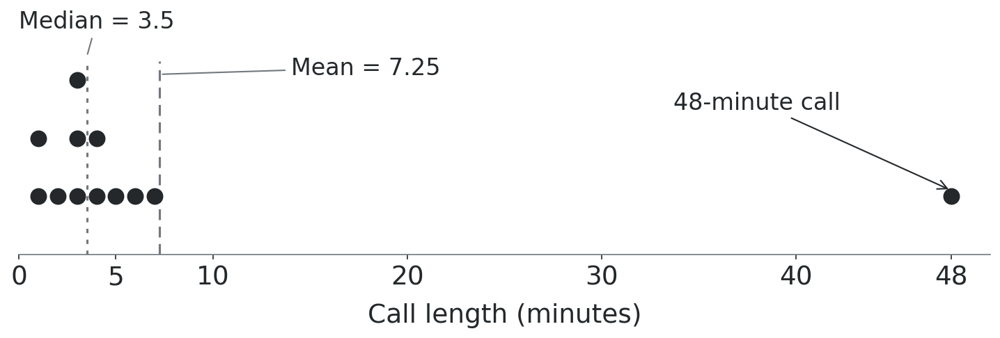 Median = 3.5
Mean = 7.25
48-minute call
0 5 10 20 30 40 48
Call length (minutes)